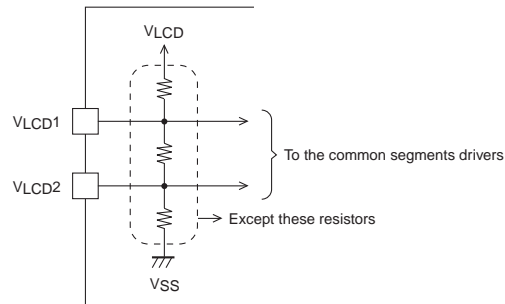 VLCD
VLCD1
To the common segments drivers
VLCD2
Except these resistors
VSS